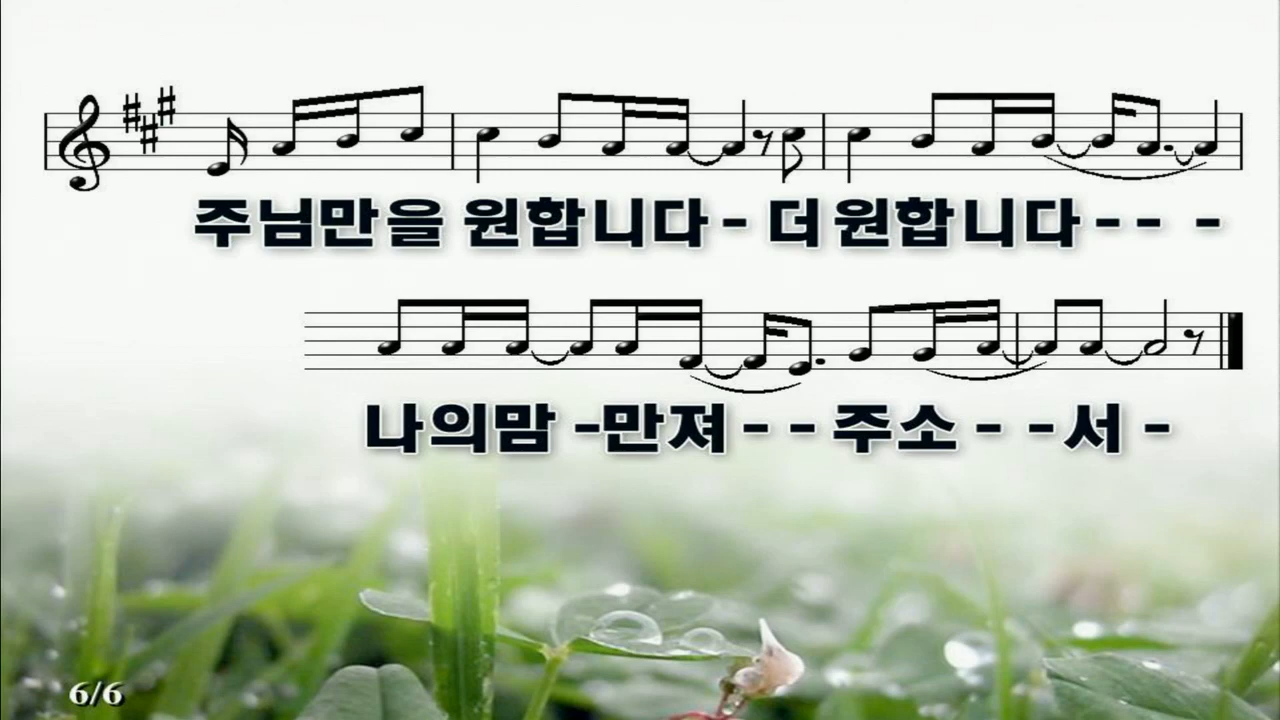 주님만을 원합니다- 더 원합니다-- -
나의맘 -만져-- 주소- -서-
6/6